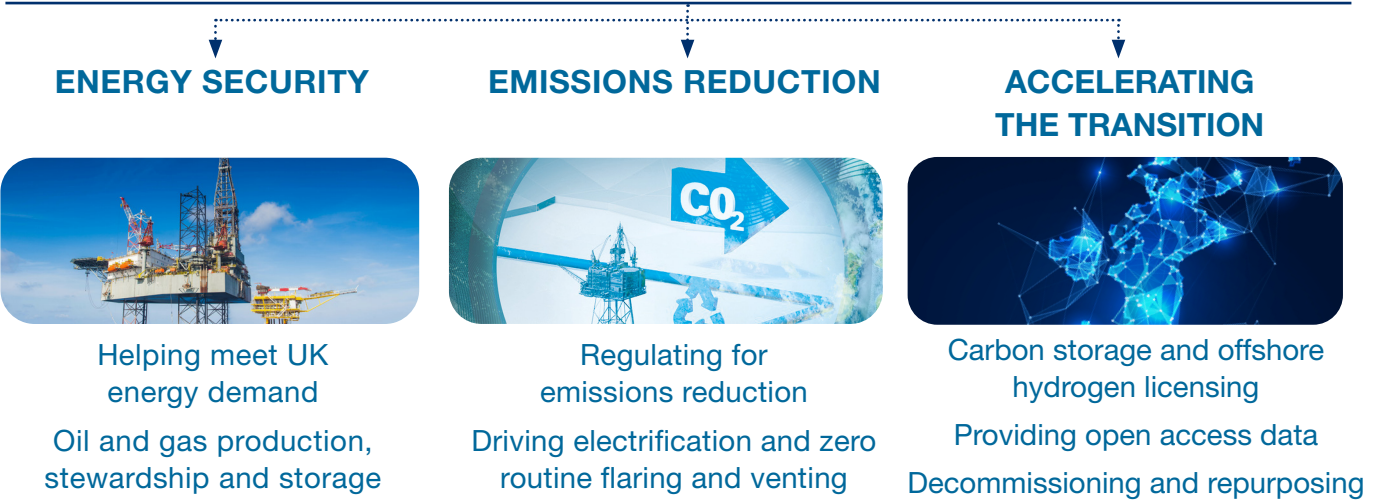 ENERGY SECURITY
Helping meet UK
energy demand
Oil and gas production,
stewardship and storage
EMISSIONS REDUCTION
CO₂
Regulating for
emissions reduction
Driving electrification and zero
routine flaring and venting
ACCELERATING
THE TRANSITION
Carbon storage and offshore
hydrogen licensing
Providing open access data
Decommissioning and repurposing